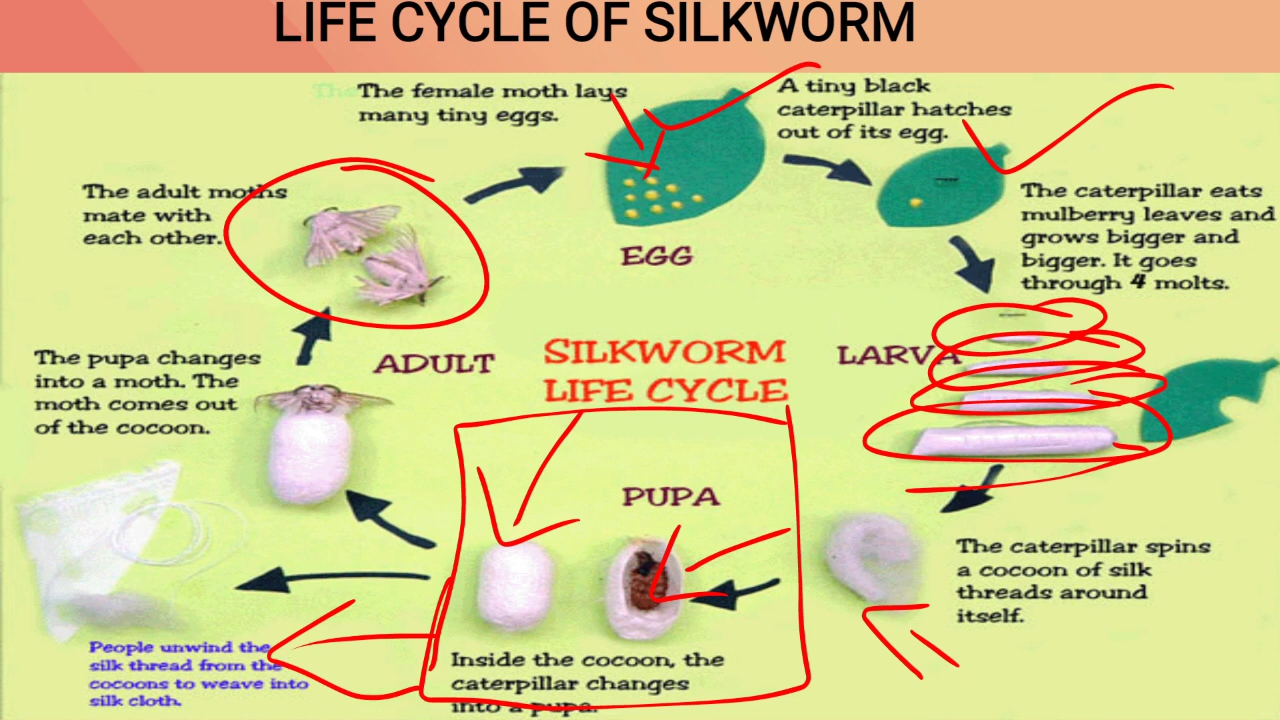 LIFE CYCLE OF SILKWORM
The female moth lays
many tiny eggs.
A tiny black
caterpillar hatches
out of its egg.
The adult moths
mate with
each other.
The caterpillar eats
mulberry leaves and
grows bigger and
bigger. It goes
through 4 molts.
EGG
SILKWORM
LIFE CYCLE
ADULT
LARVA
The pupa changes
into a moth. The
moth comes out
of the cocoon.
PUPA
The caterpillar spins
a cocoon of silk
threads around
itself.
People unwind the
silk thread from the
cocoons to weave into
silk cloth.
Inside the cocoon, the
caterpillar changes
into a pupa.